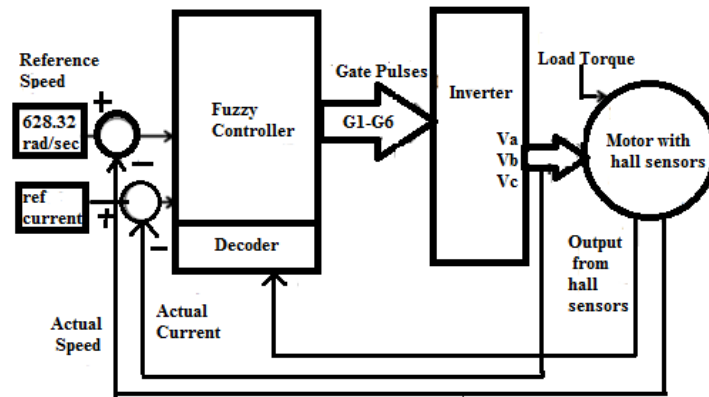 Reference
Speed
+
628.32
rad/sec
−
ref
current
+
−
Fuzzy
Controller
Decoder
Gate Pulses
G1-G6
Inverter
Va
Vb
Vc
Load Torque
Motor with
hall sensors
Output
from
hall
sensors
Actual
Current
Actual
Speed